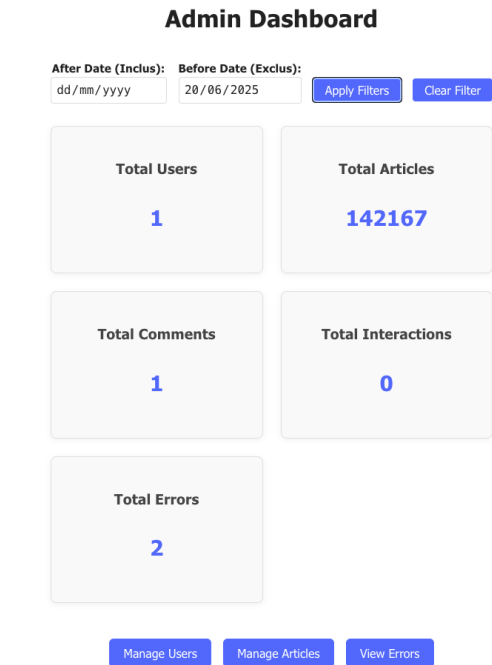 Admin Dashboard
After Date (Inclus): Before Date (Exclus):
dd/mm/yyyy 20/06/2025 Apply Filters Clear Filter
Total Users
1
Total Articles
142167
Total Comments
1
Total Interactions
0
Total Errors
2
Manage Users Manage Articles View Errors